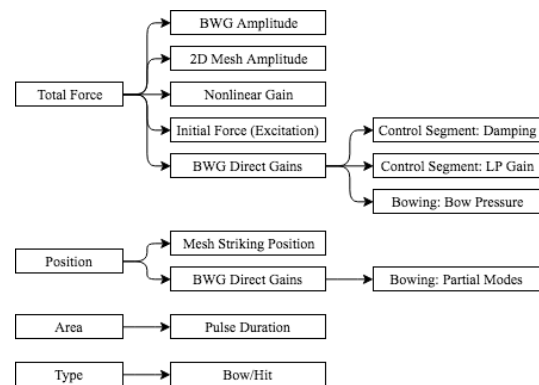 BWG Amplitude
2D Mesh Amplitude
Total Force
Nonlinear Gain
Initial Force (Excitation)
Control Segment: Damping
BWG Direct Gains
Control Segment: LP Gain
Bowing: Bow Pressure
Mesh Striking Position
Position
BWG Direct Gains
Bowing: Partial Modes
Area
Pulse Duration
Type
Bow/Hit